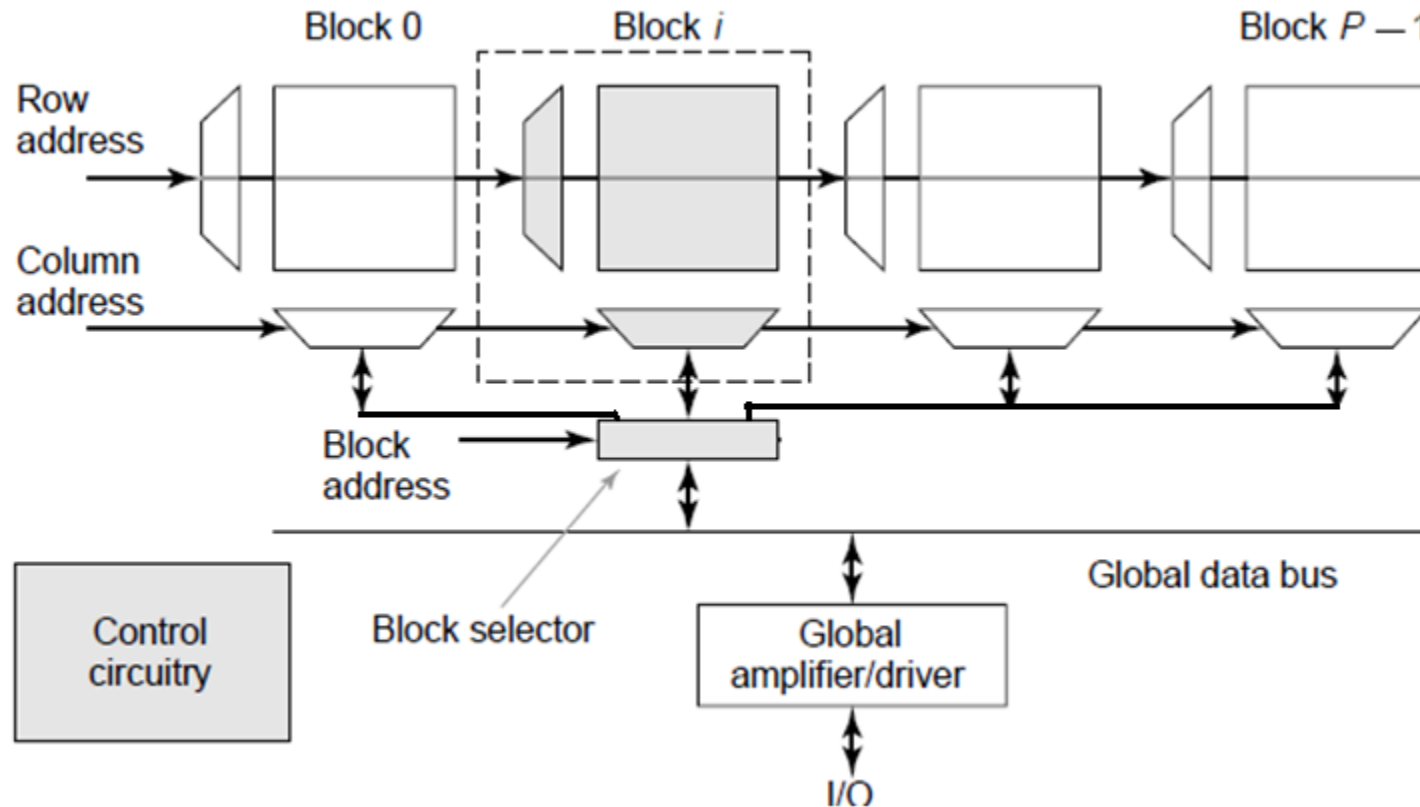 Block 0
Block i
Block P — 1
Row
address
Column
address
Block
address
Global data bus
Control
circuitry
Block selector
Global
amplifier/driver
I/O